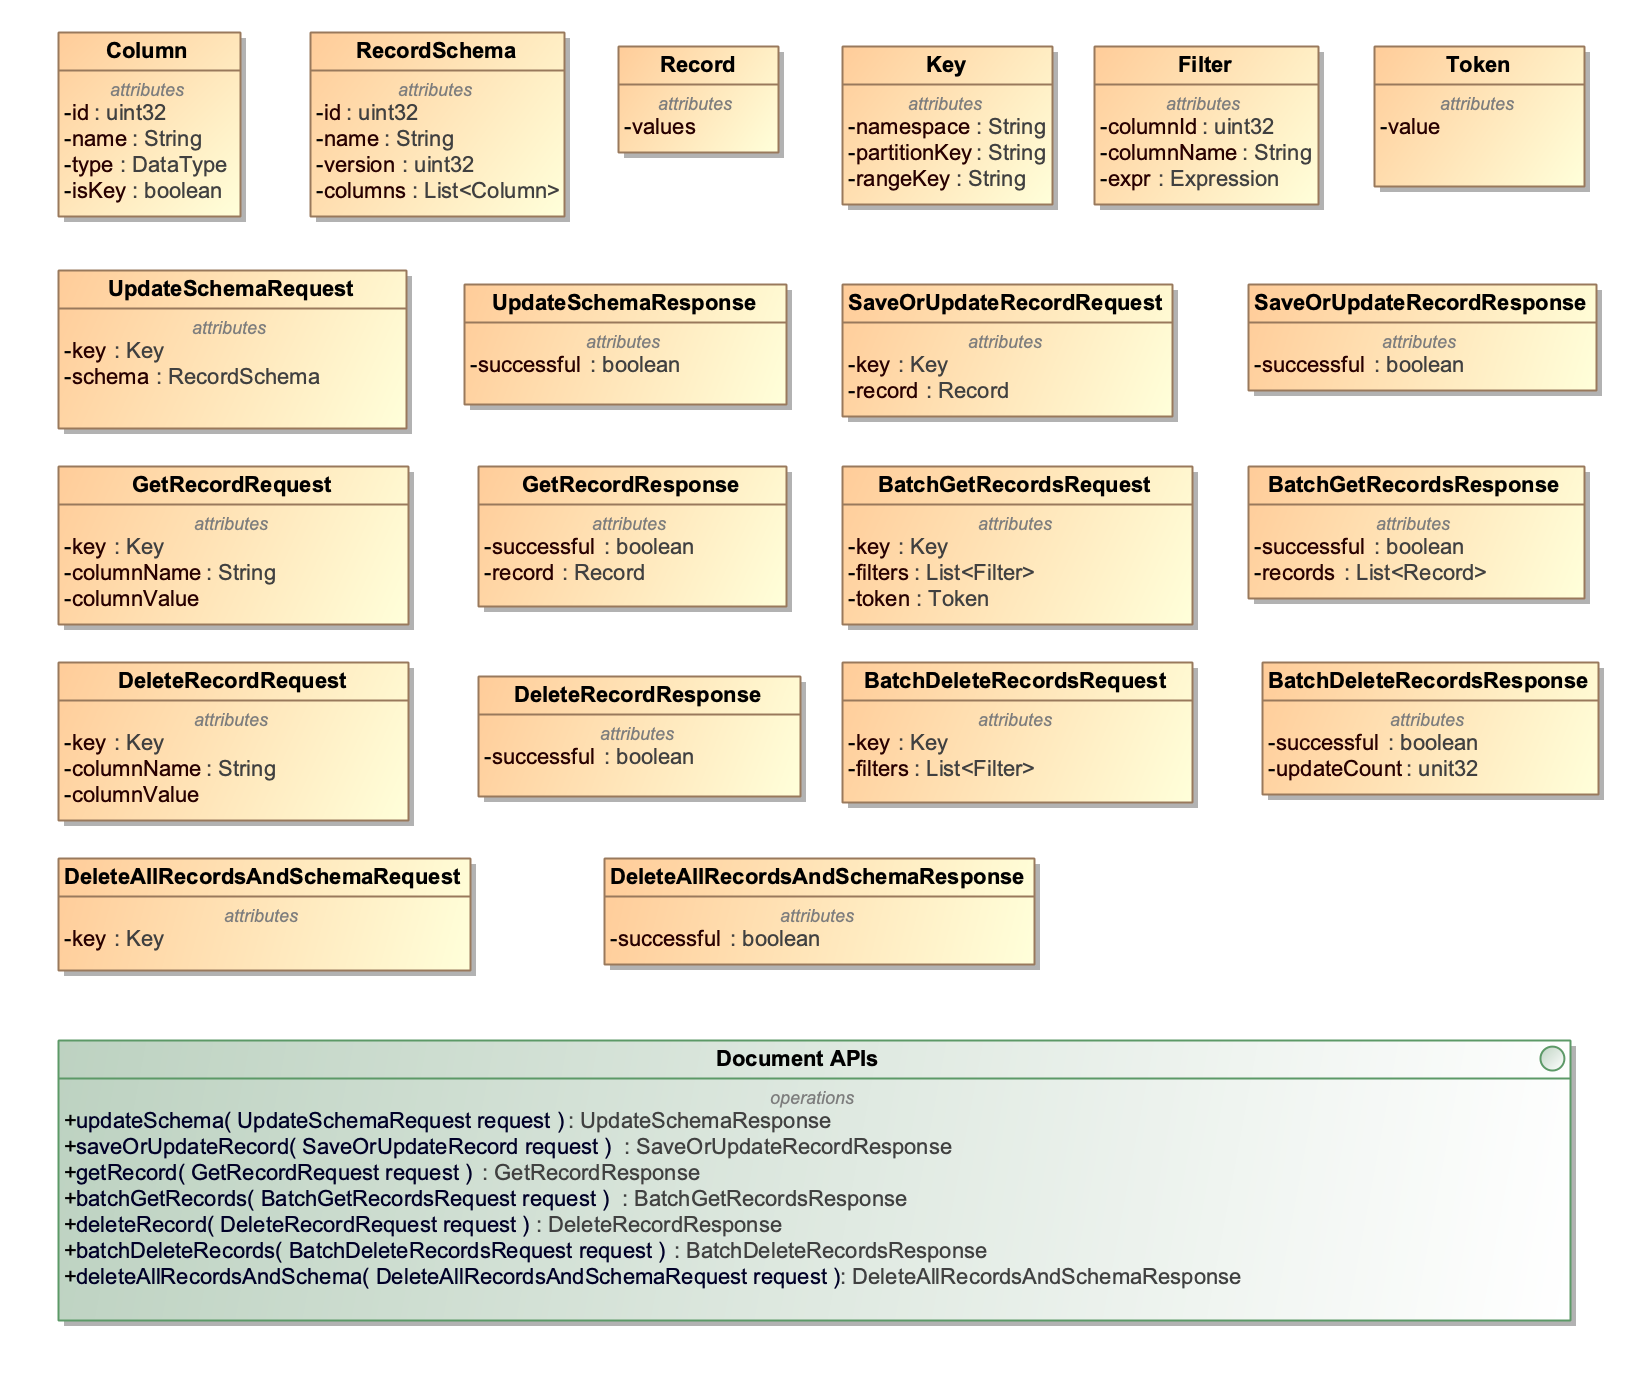 Column
attributes
-id : uint32
-name : String
-type : DataType
-isKey : boolean
RecordSchema
attributes
-id : uint32
-name : String
-version : uint32
-columns : List<Column>
Record
attributes
-values
Key
attributes
-namespace : String
-partitionKey : String
-rangeKey : String
Filter
attributes
-columnId : uint32
-columnName : String
-expr : Expression
Token
attributes
-value
UpdateSchemaRequest
attributes
-key : Key
-schema : RecordSchema
UpdateSchemaResponse
attributes
-successful : boolean
SaveOrUpdateRecordRequest
attributes
-key : Key
-record : Record
SaveOrUpdateRecordResponse
attributes
-successful : boolean
GetRecordRequest
attributes
-key : Key
-columnName : String
-columnValue
GetRecordResponse
attributes
-successful : boolean
-record : Record
BatchGetRecordsRequest
attributes
-key : Key
-filters : List<Filter>
-token : Token
BatchGetRecordsResponse
attributes
-successful : boolean
-records : List<Record>
DeleteRecordRequest
attributes
-key : Key
-columnName : String
-columnValue
DeleteRecordResponse
attributes
-successful : boolean
BatchDeleteRecordsRequest
attributes
-key : Key
-filters : List<Filter>
BatchDeleteRecordsResponse
attributes
-successful : boolean
-updateCount : unit32
DeleteAllRecordsAndSchemaRequest
attributes
-key : Key
DeleteAllRecordsAndSchemaResponse
attributes
-successful : boolean
Document APIs
operations
+updateSchema( UpdateSchemaRequest request ) : UpdateSchemaResponse
+saveOrUpdateRecord( SaveOrUpdateRecord request ) : SaveOrUpdateRecordResponse
+getRecord( GetRecordRequest request ) : GetRecordResponse
+batchGetRecords( BatchGetRecordsRequest request ) : BatchGetRecordsResponse
+deleteRecord( DeleteRecordRequest request ) : DeleteRecordResponse
+batchDeleteRecords( BatchDeleteRecordsRequest request ) : BatchDeleteRecordsResponse
+deleteAllRecordsAndSchema( DeleteAllRecordsAndSchemaRequest request ): DeleteAllRecordsAndSchemaResponse